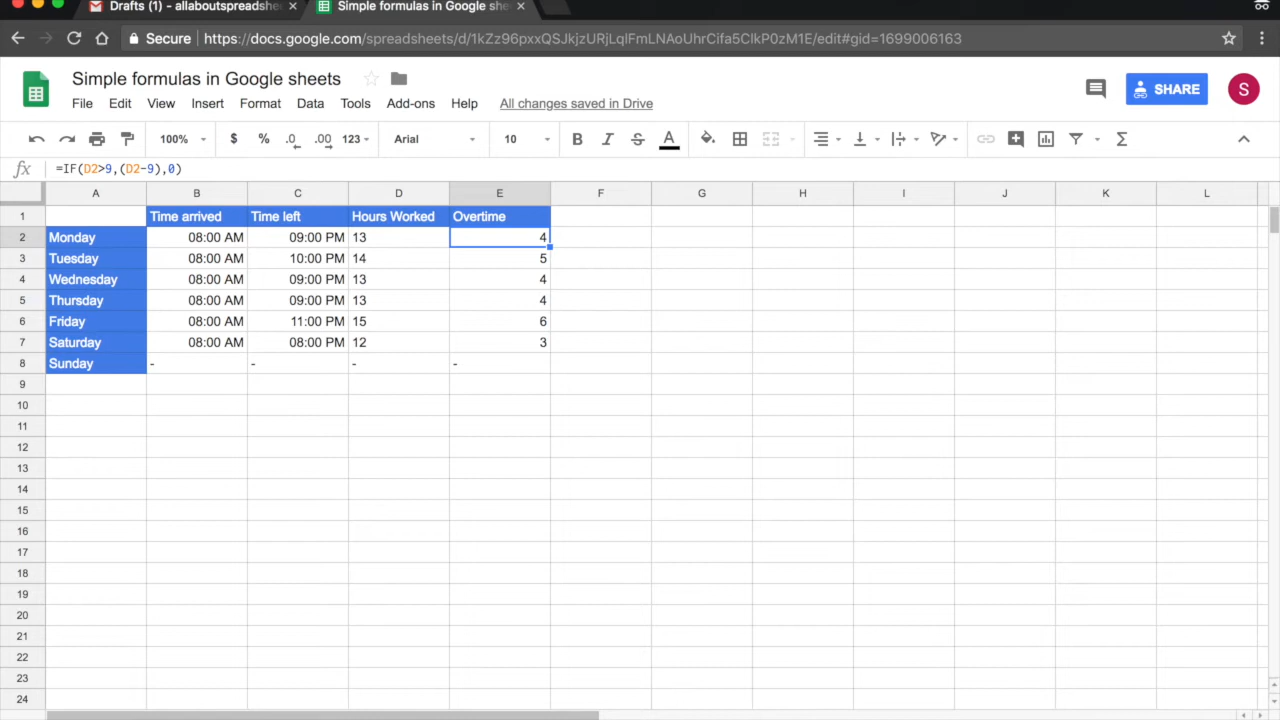 Drafts (1) - allaboutspreadshe
Simple formulas in Google shee
Secure https://docs.google.com/spreadsheets/d/1kZz96pxxQSJkjzURjLqlFmLNAoUhrCifa5ClkP0zM1E/edit#gid=1699006163
Simple formulas in Google sheets
SHARE
S
File Edit View Insert Format Data Tools Add-ons Help All changes saved in Drive
100% $ % .0 .00 123 Arial 10 B I S A Σ
fx =IF(D2>9,(D2-9),0)
A B C D E F G H I J K L
1 Time arrived Time left Hours Worked Overtime
2 Monday 08:00 AM 09:00 PM 13 4
3 Tuesday 08:00 AM 10:00 PM 14 5
4 Wednesday 08:00 AM 09:00 PM 13 4
5 Thursday 08:00 AM 09:00 PM 13 4
6 Friday 08:00 AM 11:00 PM 15 6
7 Saturday 08:00 AM 08:00 PM 12 3
8 Sunday - - - -
9
10
11
12
13
14
15
16
17
18
19
20
21
22
23
24